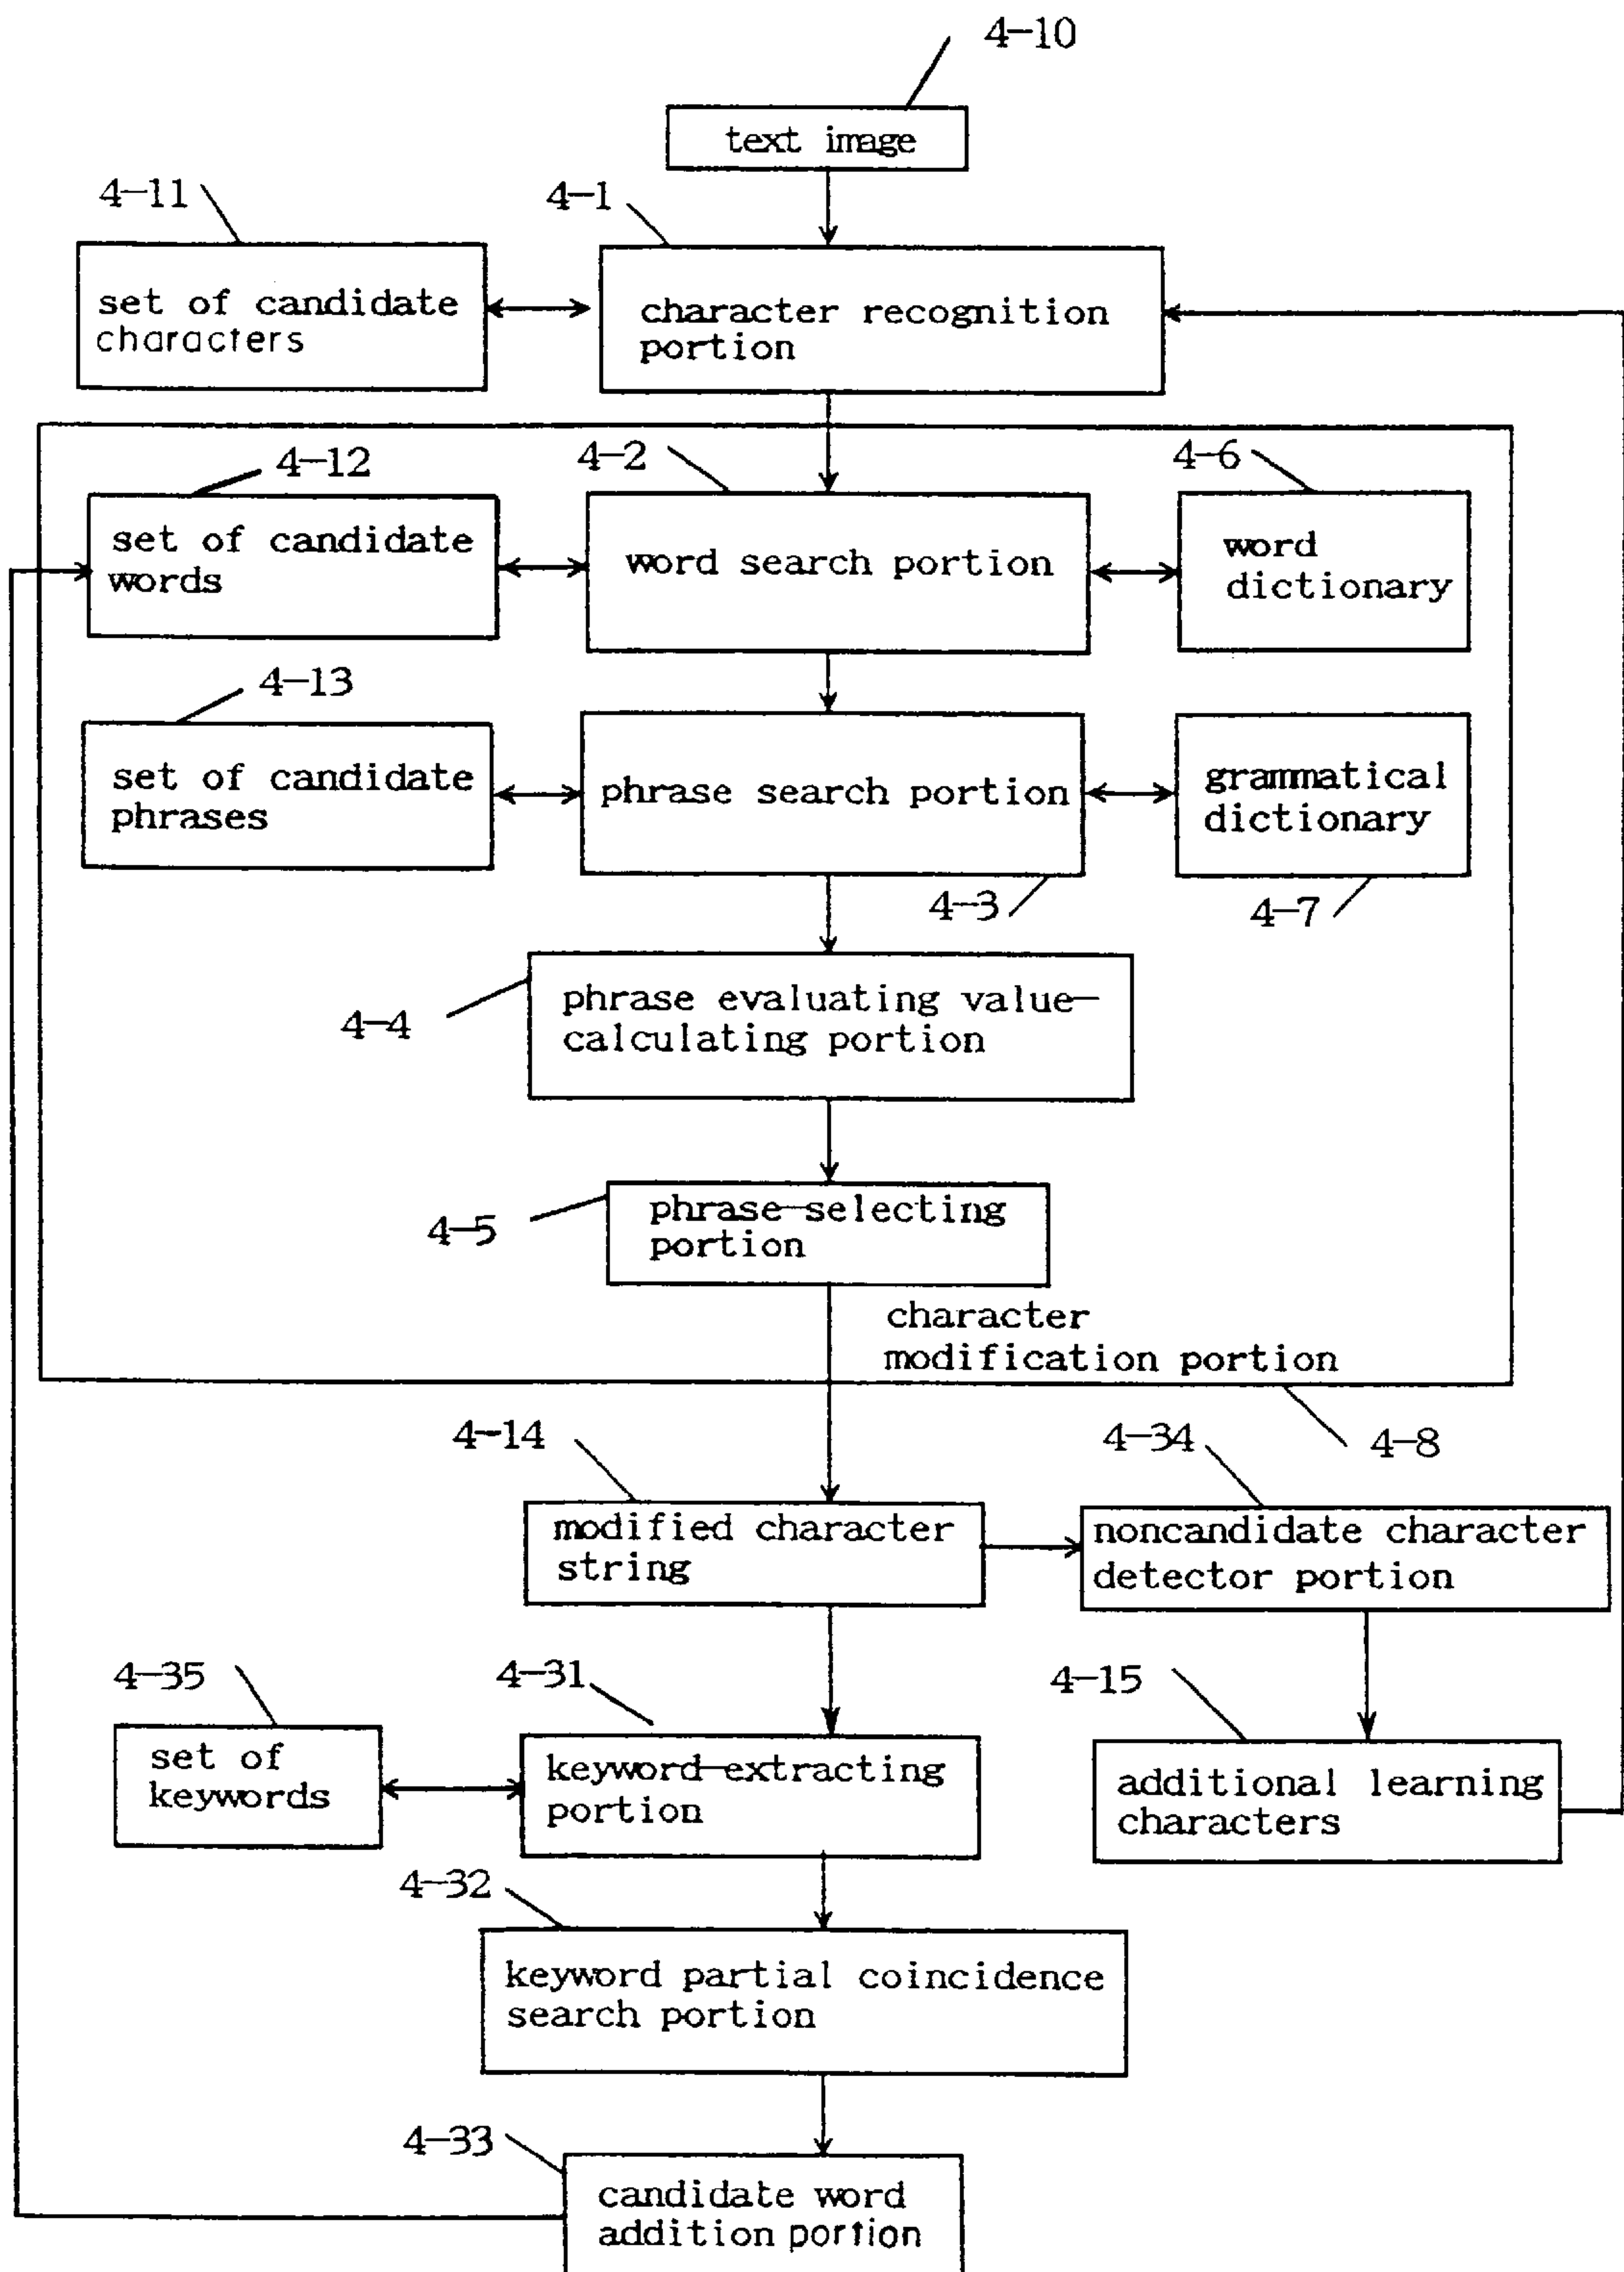 4-10
text image
4-11
4-1
set of candidate
characters
character recognition
portion
4-12
4-2
4-6
set of candidate
words
word search portion
word
dictionary
4-13
set of candidate
phrases
phrase search portion
grammatical
dictionary
4-3
4-7
4-4
phrase evaluating value-
calculating portion
4-5
phrase-selecting
portion
character
modification portion
4-8
4-14
4-34
modified character
string
noncandidate character
detector portion
4-35
4-31
4-15
set of
keywords
keyword-extracting
portion
additional learning
characters
4-32
keyword partial coincidence
search portion
4-33
candidate word
addition portion